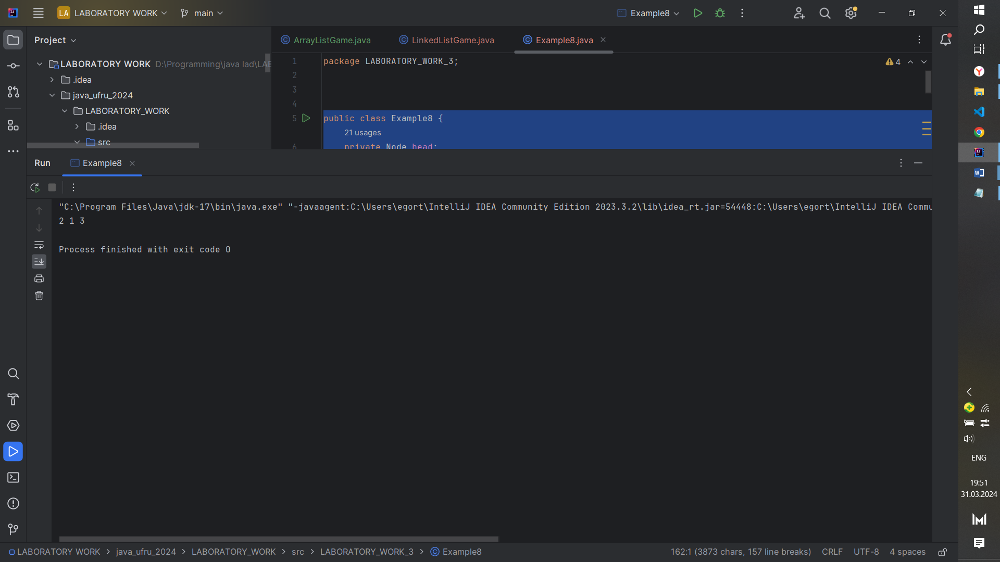 LA LABORATORY WORK main Example8
Project
ArrayListGame.java LinkedListGame.java Example8.java
LABORATORY WORK D:\Programming\java lad\LAB
.idea
java_ufru_2024
LABORATORY_WORK
.idea
src
1 package LABORATORY_WORK_3;
4
2
3
4
5 public class Example8 {
21 usages
6 private Node head;
Run Example8
"C:\Program Files\Java\jdk-17\bin\java.exe" "-javaagent:C:\Users\egort\IntelliJ IDEA Community Edition 2023.3.2\lib\idea_rt.jar=54448:C:\Users\egort\IntelliJ IDEA Commu
2 1 3
Process finished with exit code 0
LABORATORY WORK > java_ufru_2024 > LABORATORY_WORK > src > LABORATORY_WORK_3 > Example8
162:1 (3873 chars, 157 line breaks) CRLF UTF-8 4 spaces
ENG
19:51
31.03.2024